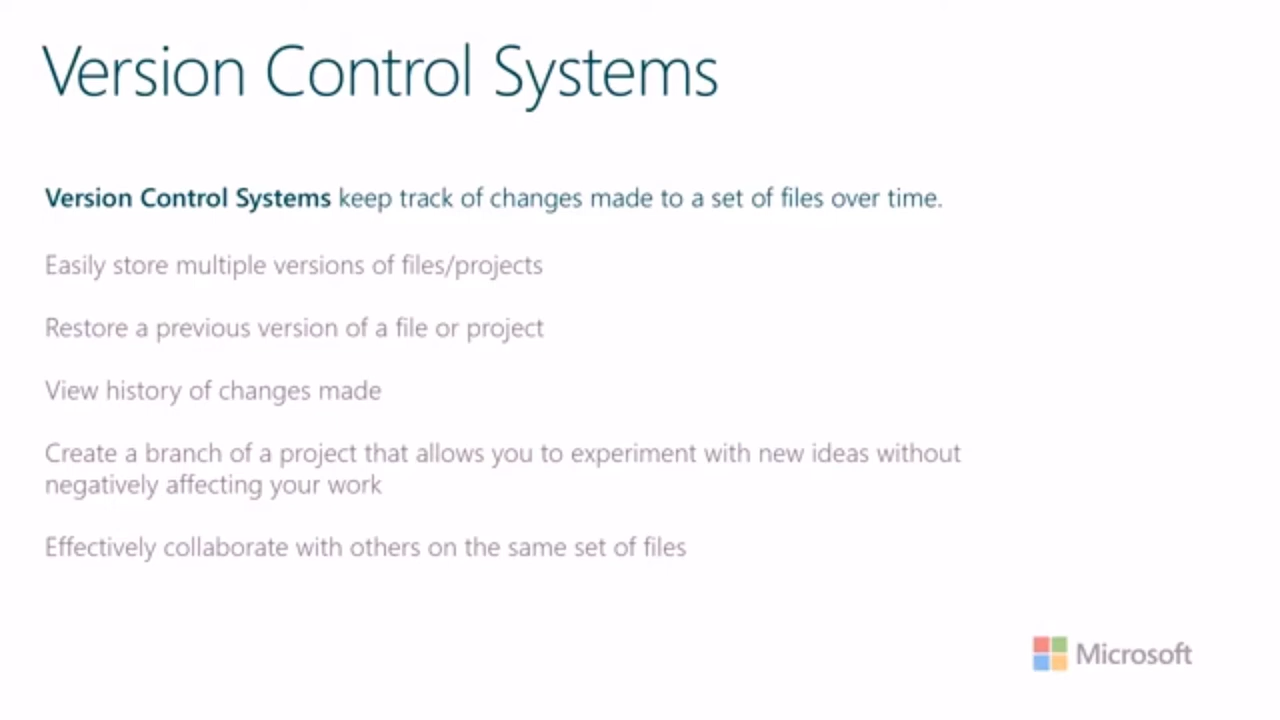 Version Control Systems
Version Control Systems keep track of changes made to a set of files over time.
Easily store multiple versions of files/projects
Restore a previous version of a file or project
View history of changes made
Create a branch of a project that allows you to experiment with new ideas without
negatively affecting your work
Effectively collaborate with others on the same set of files
Microsoft